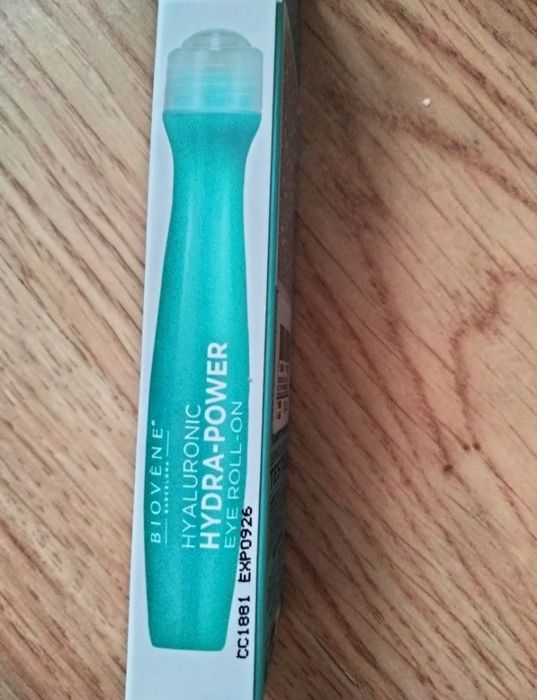 BIOVÈNE®
BARCELONA
HYALURONIC
HYDRA-POWER
EYE ROLL-ON
CC1881 EXP0926